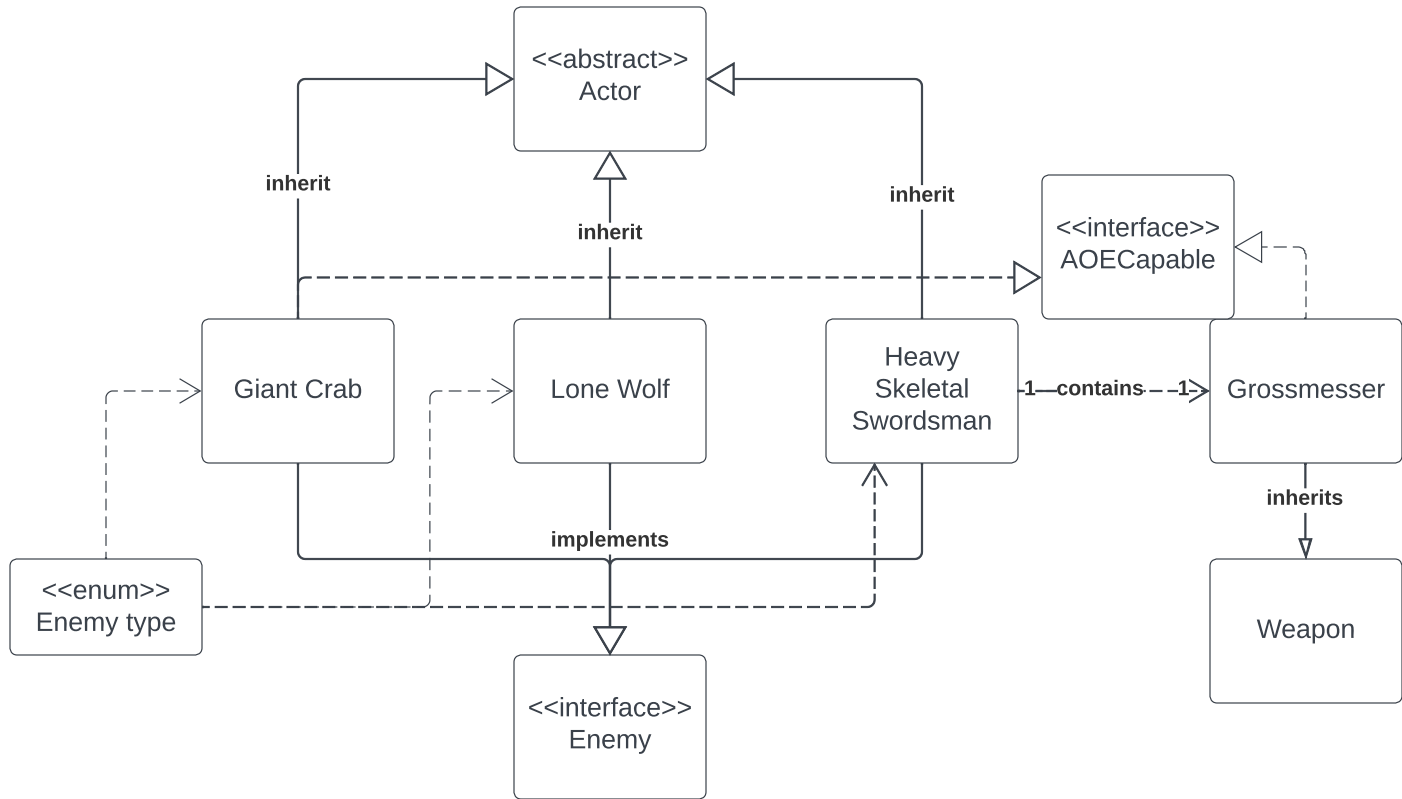 <<abstract>>
Actor
inherit
inherit
inherit
<<interface>>
AOECapable
Giant Crab
Lone Wolf
Heavy
Skeletal
Swordsman
1
contains
1
Grossmesser
inherits
implements
<<enum>>
Enemy type
Weapon
<<interface>>
Enemy